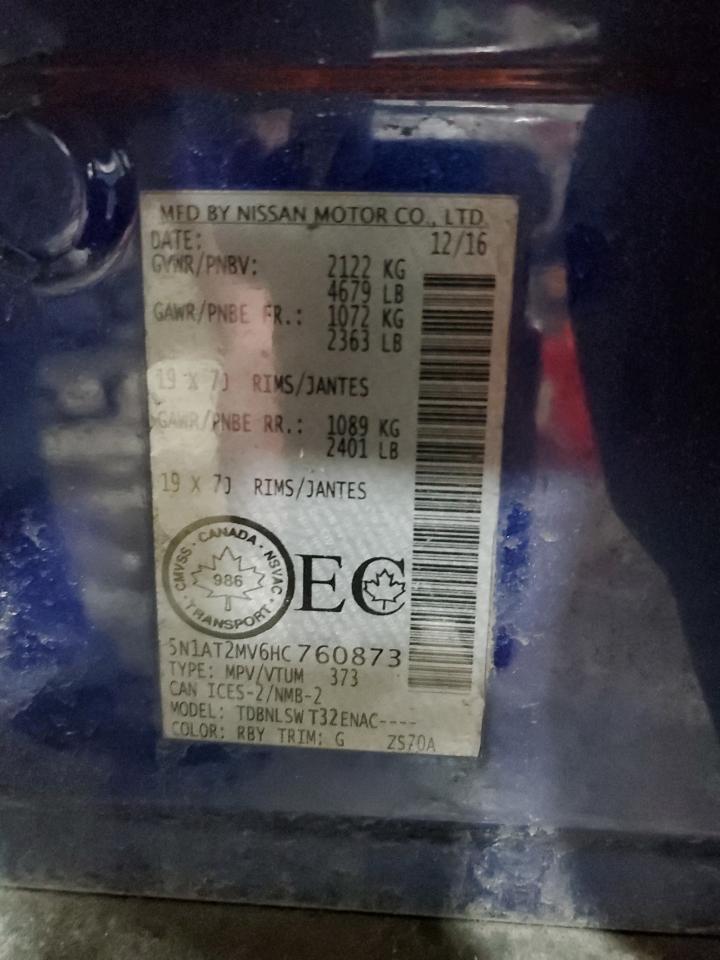 MFD BY NISSAN MOTOR CO., LTD.
DATE: 12/16
GVWR/PNBV: 2122 KG
4679 LB
GAWR/PNBE FR.: 1072 KG
2363 LB
19 X 7J RIMS/JANTES
GAWR/PNBE RR.: 1089 KG
2401 LB
19 X 7J RIMS/JANTES
CMVSS · CANADA · NSVAC · TRANSPORT ·
986
EC
5N1AT2MV6HC760873
TYPE: MPV/VTUM 373
CAN ICES-2/NMB-2
MODEL: TDBNLSWT32ENAC----
COLOR: RBY TRIM: G ZS70A